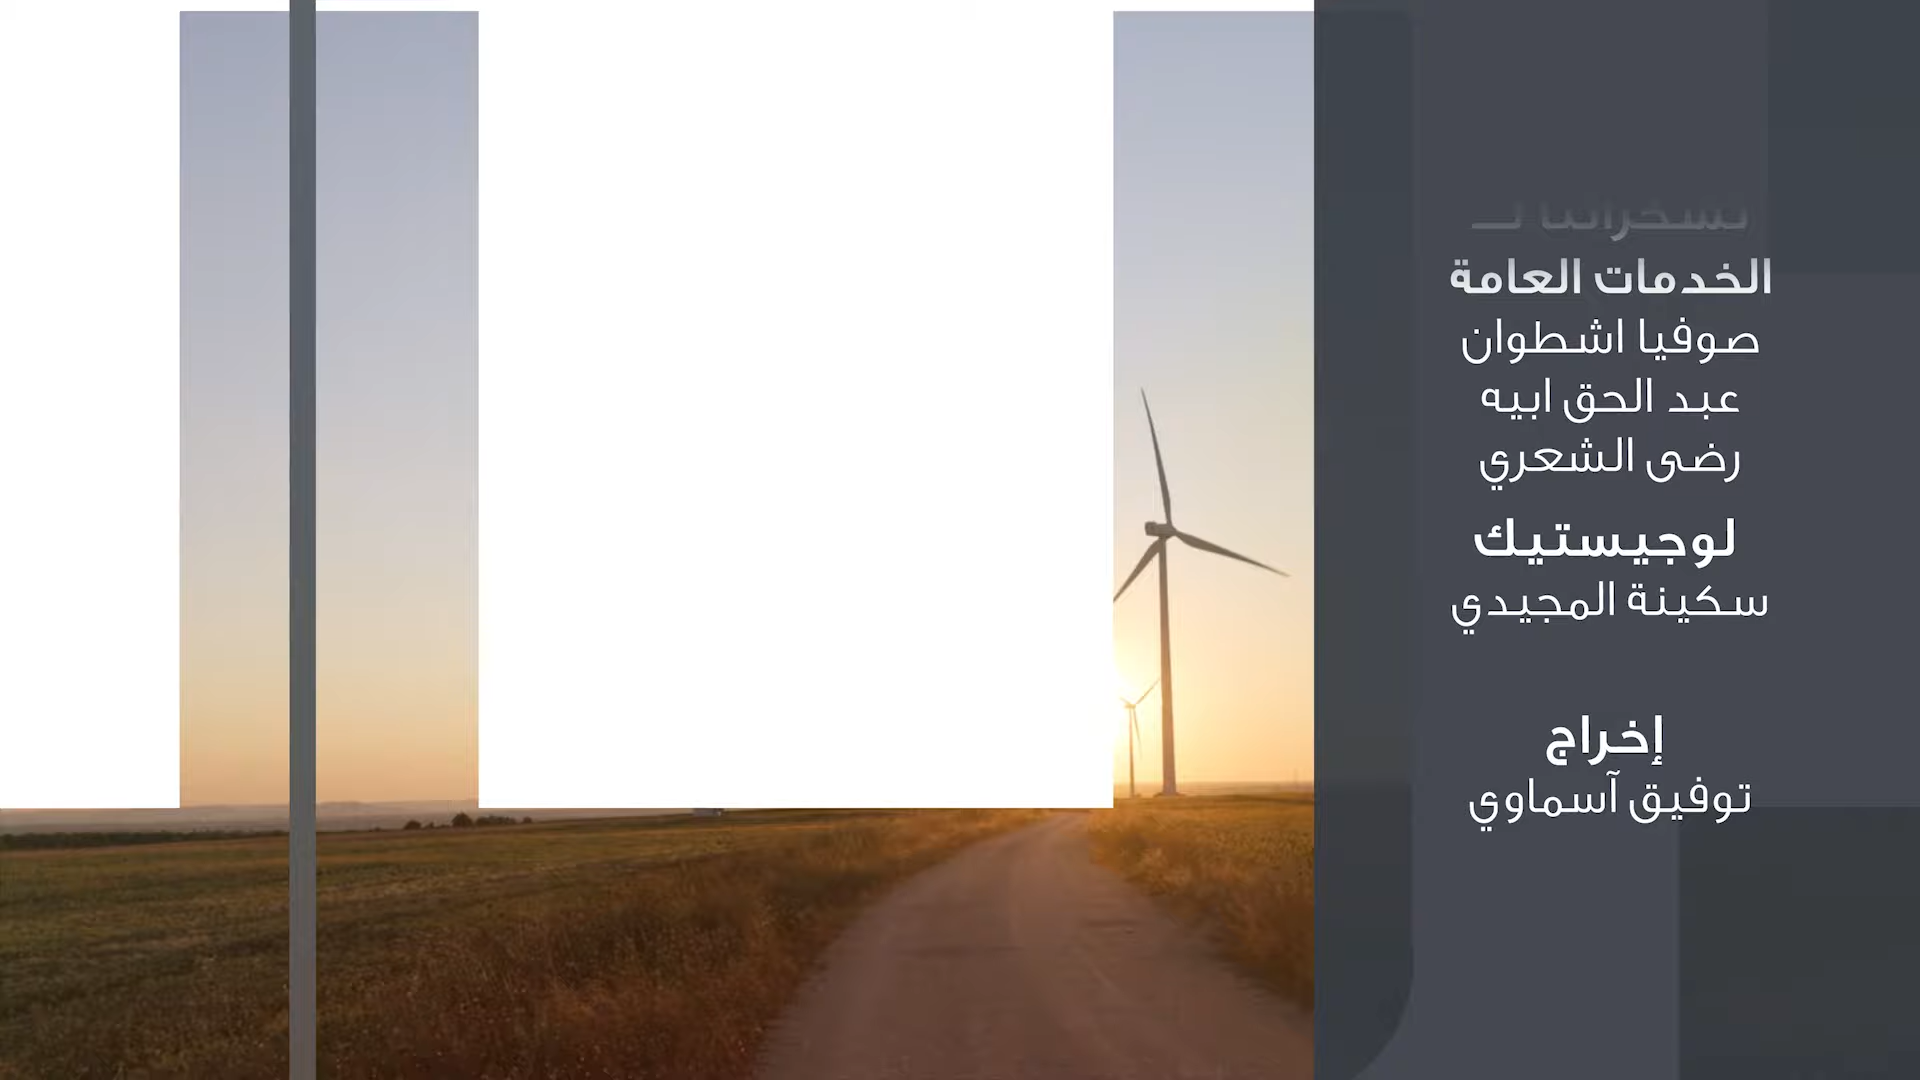 الخدمات العامة
صوفيا اشطوان
عبد الحق ابيه
رضى الشعري
لوجيستيك
سكينة المجيدي
إخراج
توفيق آسماوي